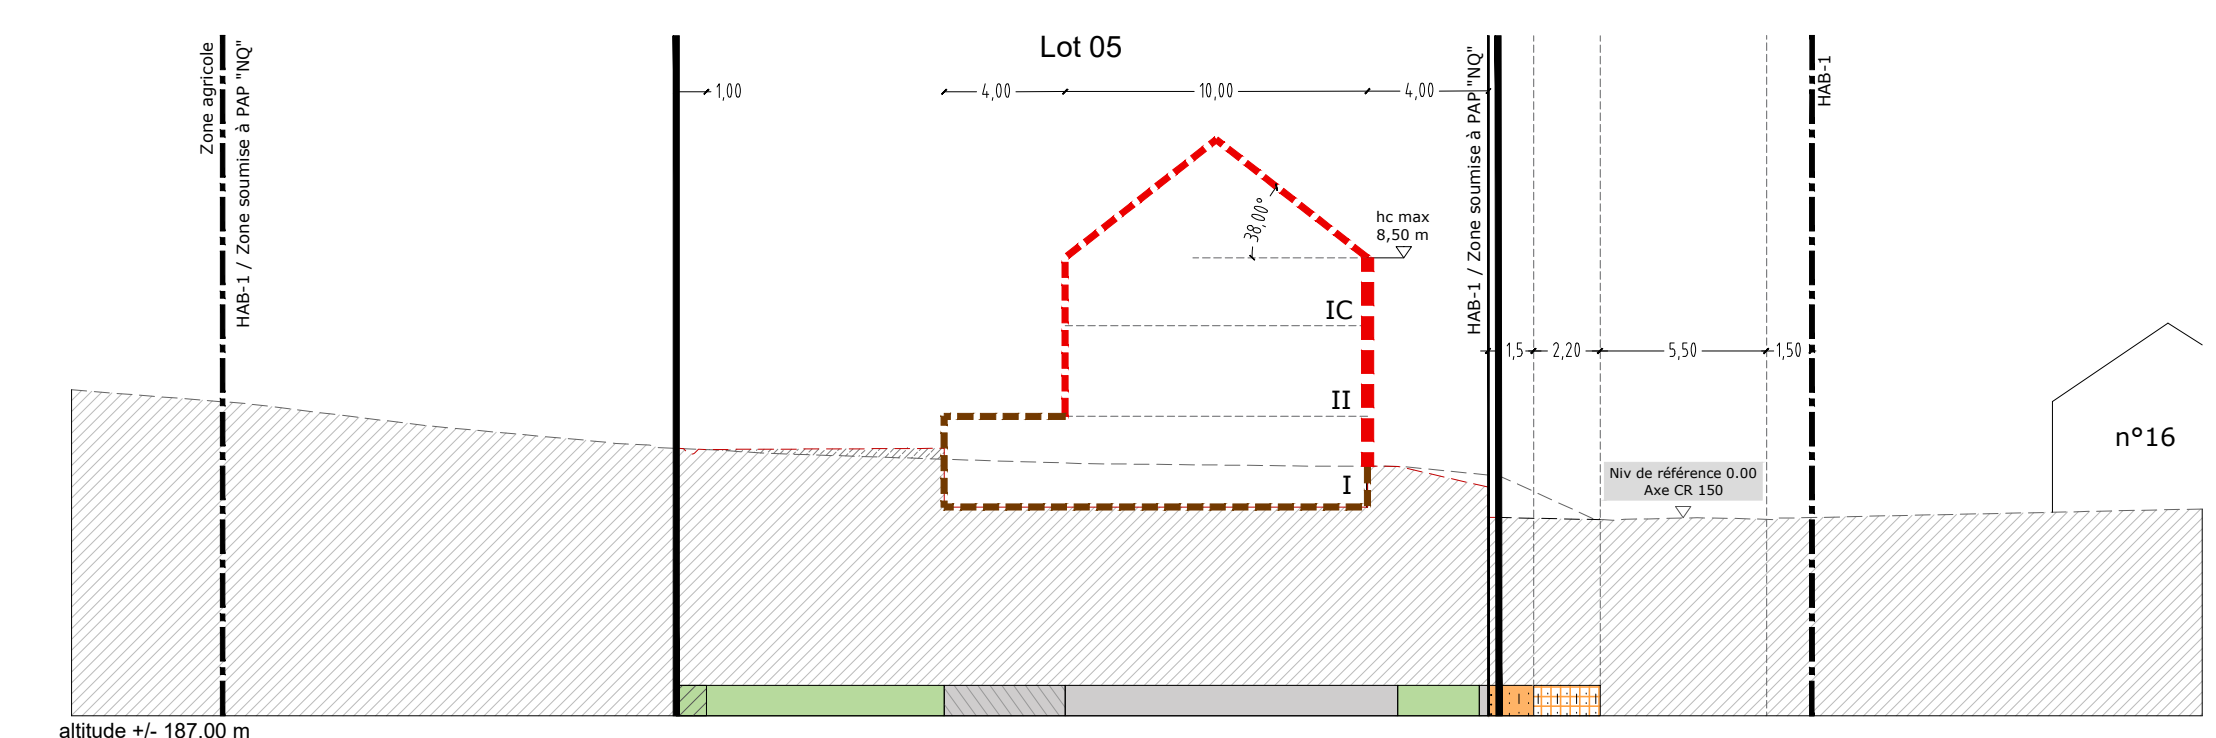 Lot 05
Zone agricole
HAB-1 / Zone soumise à PAP "NQ"
1,00
4,00
10,00
4,00
HAB-1 / Zone soumise à PAP "NQ"
HAB-1
38,00°
hc max
8,50 m
IC
II
I
1,5
2,20
5,50
1,50
Niv de référence 0.00
Axe CR 150
n°16
altitude +/- 187.00 m